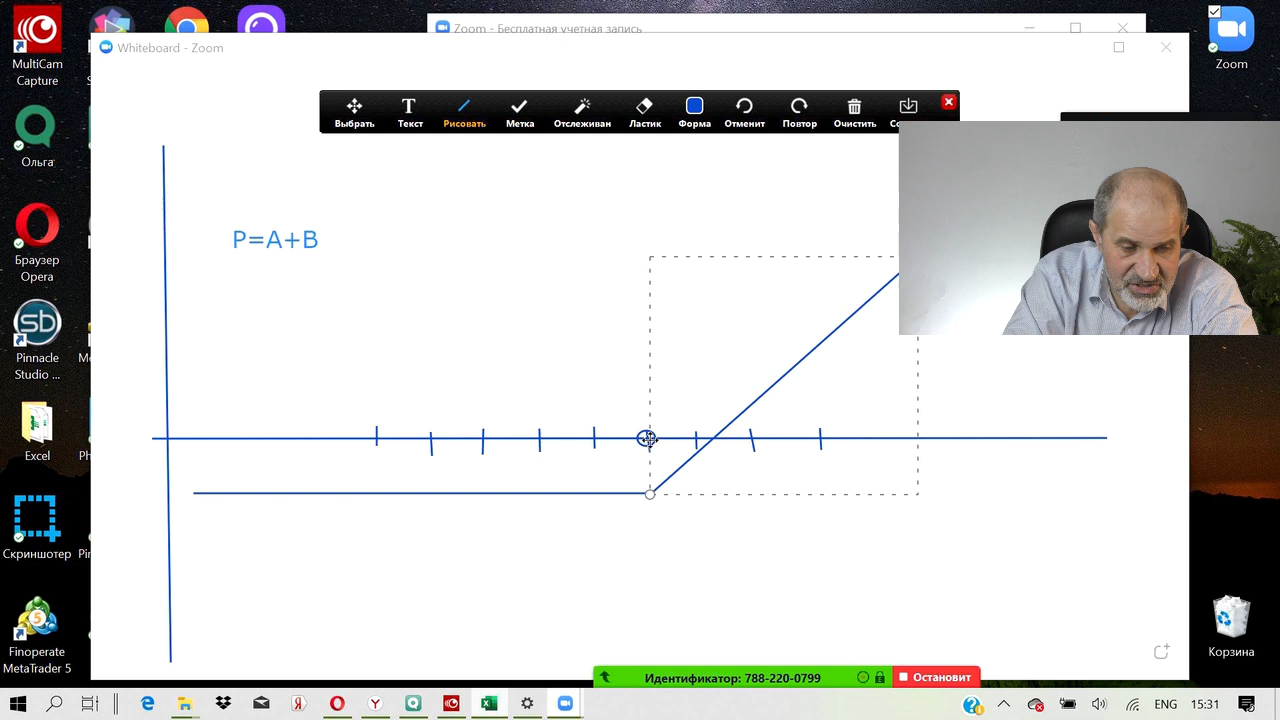 MultiCam
Capture
Ольга
Браузер
Opera
Pinnacle
Studio ...
Excel
Скриншотер
Finoperate
MetaTrader 5
Zoom - Бесплатная учетная запись
Whiteboard - Zoom
Выбрать
Текст
Рисовать
Метка
Отслеживан
Ластик
Форма
Отменит
Повтор
Очистить
P=A+B
Zoom
Корзина
Идентификатор: 788-220-0799
Остановит
ENG
15:31